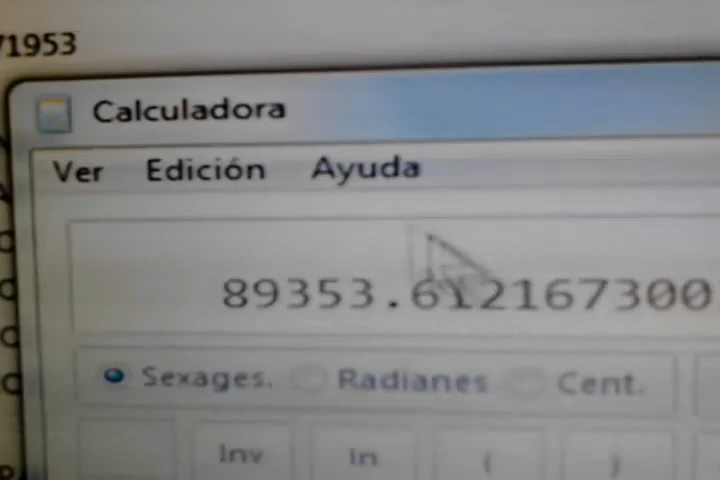 71953
Calculadora
Ver Edición Ayuda
89353.612167300
Sexages. Radianes Cent.
Inv ln ( )